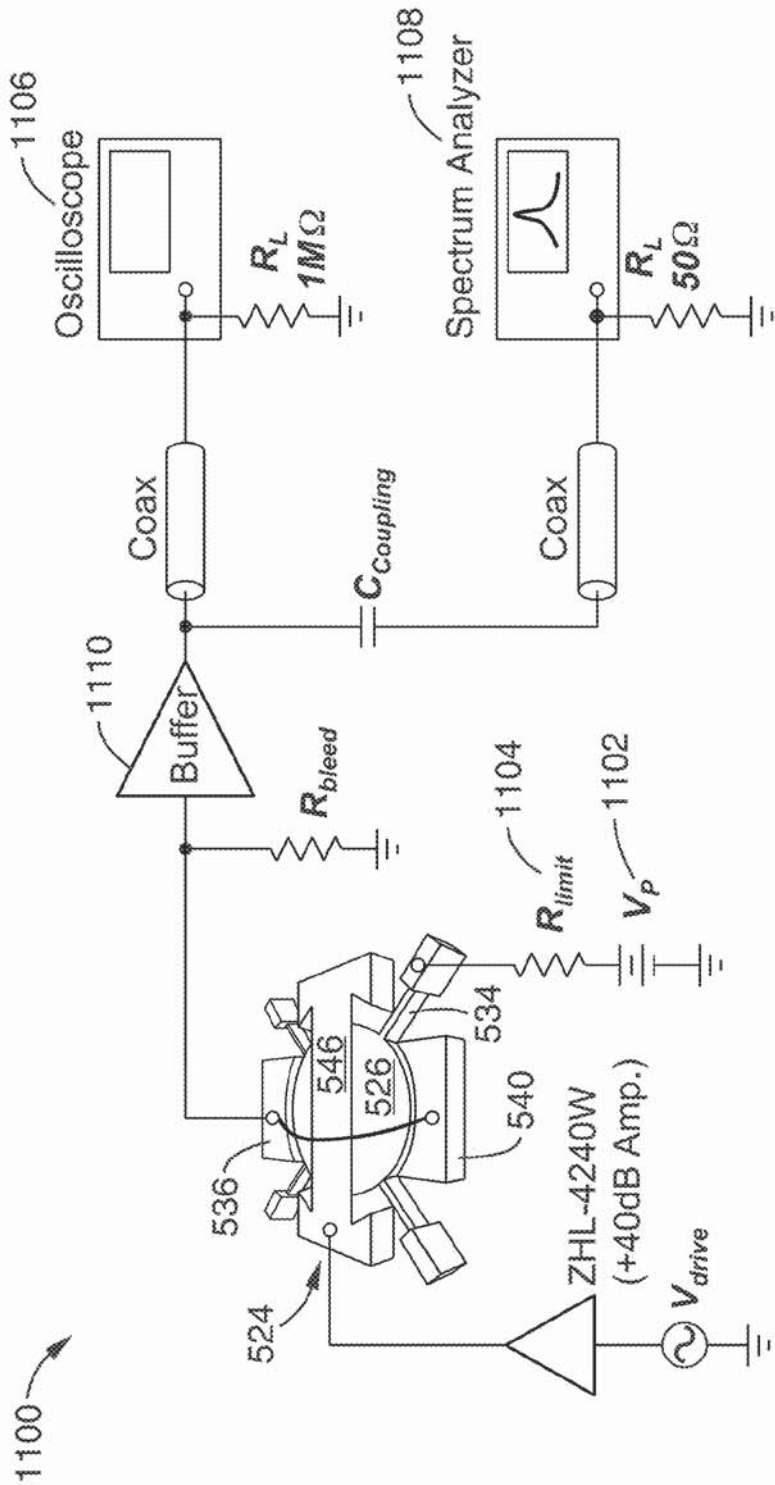 1100
Oscilloscope
1106
R_L
1MΩ
Coax
1110
Buffer
R_bleed
C_Coupling
Spectrum Analyzer
1108
R_L
50Ω
Coax
536
546
526
524
534
540
R_limit
1104
V_P
1102
ZHL-4240W
(+40dB Amp.)
V_drive